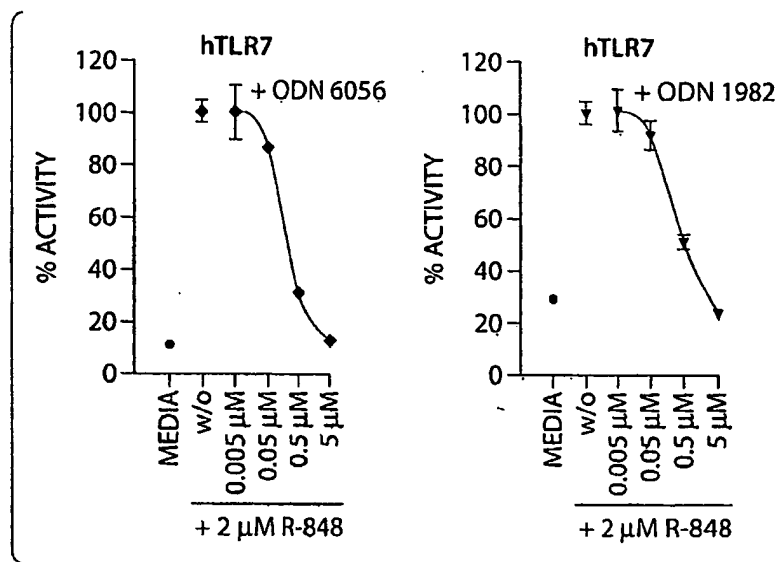 hTLR7
120
100
80
60
40
20
0
% ACTIVITY
+ ODN 6056
MEDIA
w/o
0.005 µM
0.05 µM
0.5 µM
5 µM
+ 2 µM R-848
hTLR7
120
100
80
60
40
20
0
% ACTIVITY
+ ODN 1982
MEDIA
w/o
0.005 µM
0.05 µM
0.5 µM
5 µM
+ 2 µM R-848